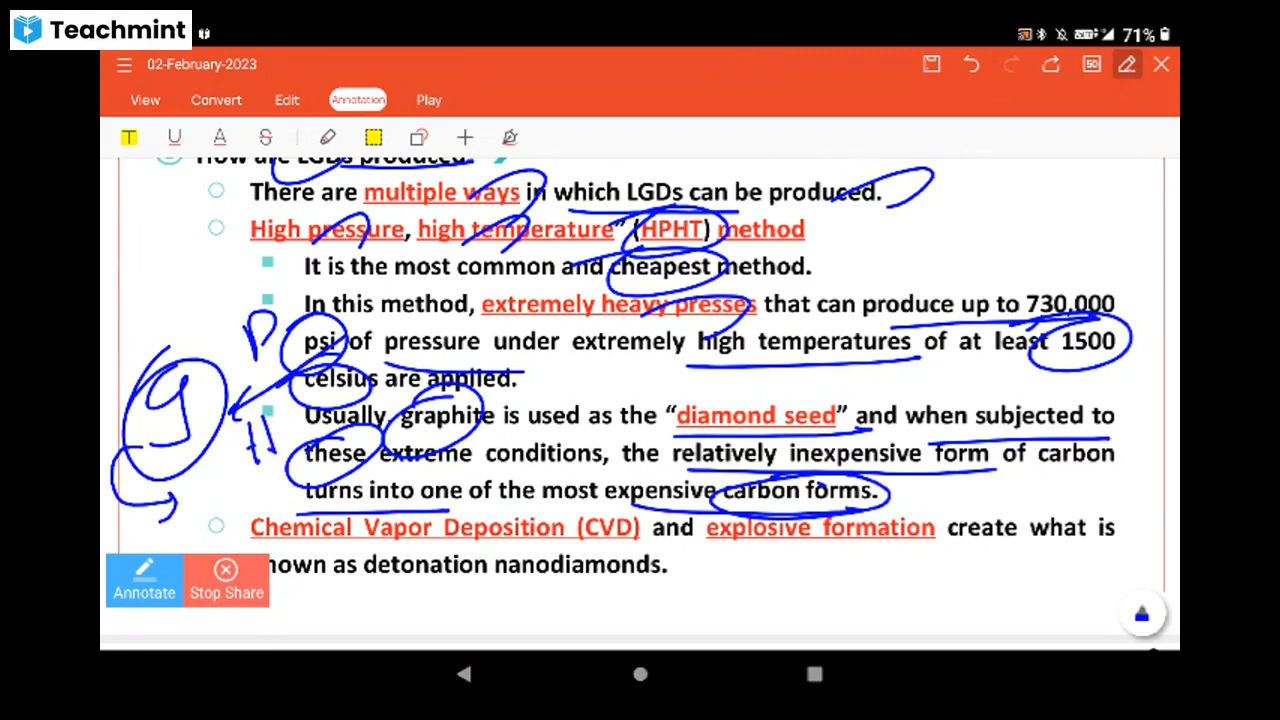 Teachmint
71%
02-February-2023
50
View Convert Edit Annotation Play
T U A S
How are LGDs produced
There are multiple ways in which LGDs can be produced.
High pressure, high temperature” (HPHT) method
It is the most common and cheapest method.
In this method, extremely heavy presses that can produce up to 730,000
psi of pressure under extremely high temperatures of at least 1500
celsius are applied.
Usually, graphite is used as the “diamond seed” and when subjected to
these extreme conditions, the relatively inexpensive form of carbon
turns into one of the most expensive carbon forms.
Chemical Vapor Deposition (CVD) and explosive formation create what is
nown as detonation nanodiamonds.
P
H
g
Annotate Stop Share